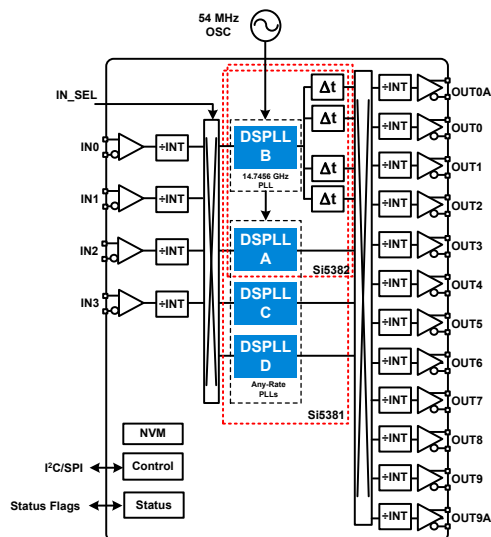 54 MHz
OSC
IN_SEL
IN0
÷INT
IN1
÷INT
IN2
÷INT
IN3
÷INT
DSPLL
B
14.7456 GHz
PLL
DSPLL
A
Si5382
DSPLL
C
DSPLL
D
Any-Rate
PLLs
Si5381
Δt
Δt
Δt
Δt
÷INT
OUT0A
÷INT
OUT0
÷INT
OUT1
÷INT
OUT2
÷INT
OUT3
÷INT
OUT4
÷INT
OUT5
÷INT
OUT6
÷INT
OUT7
÷INT
OUT8
÷INT
OUT9
÷INT
OUT9A
NVM
I²C/SPI
Control
Status Flags
Status